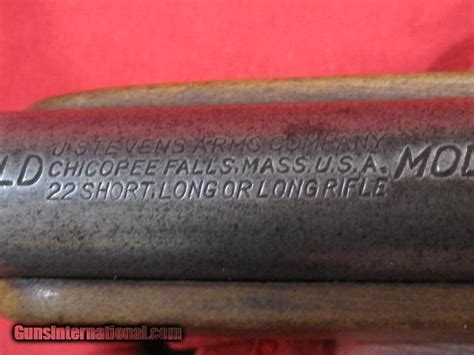 J. STEVENS ARMS COMPANY
LD CHICOPEE FALLS, MASS. U.S.A. MOD
22 SHORT, LONG OR LONG RIFLE
GunsInternational.com